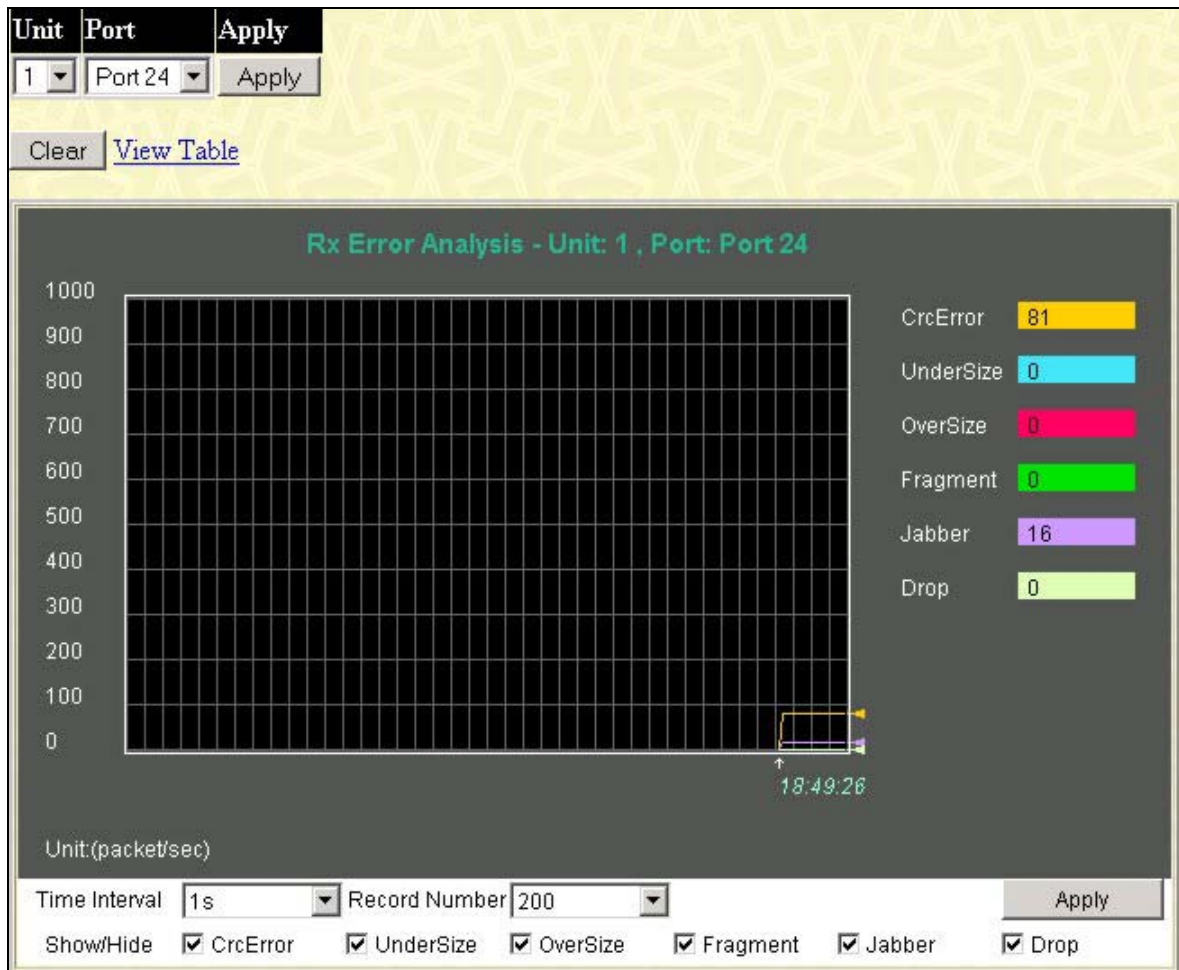 Unit Port Apply
1 Port 24 Apply
Clear View Table
Rx Error Analysis - Unit: 1 , Port: Port 24
1000
900
800
700
600
500
400
300
200
100
0
CrcError 81
UnderSize 0
OverSize 0
Fragment 0
Jabber 16
Drop 0
18:49:26
Unit:(packet/sec)
Time Interval 1s Record Number 200 Apply
Show/Hide CrcError UnderSize OverSize Fragment Jabber Drop